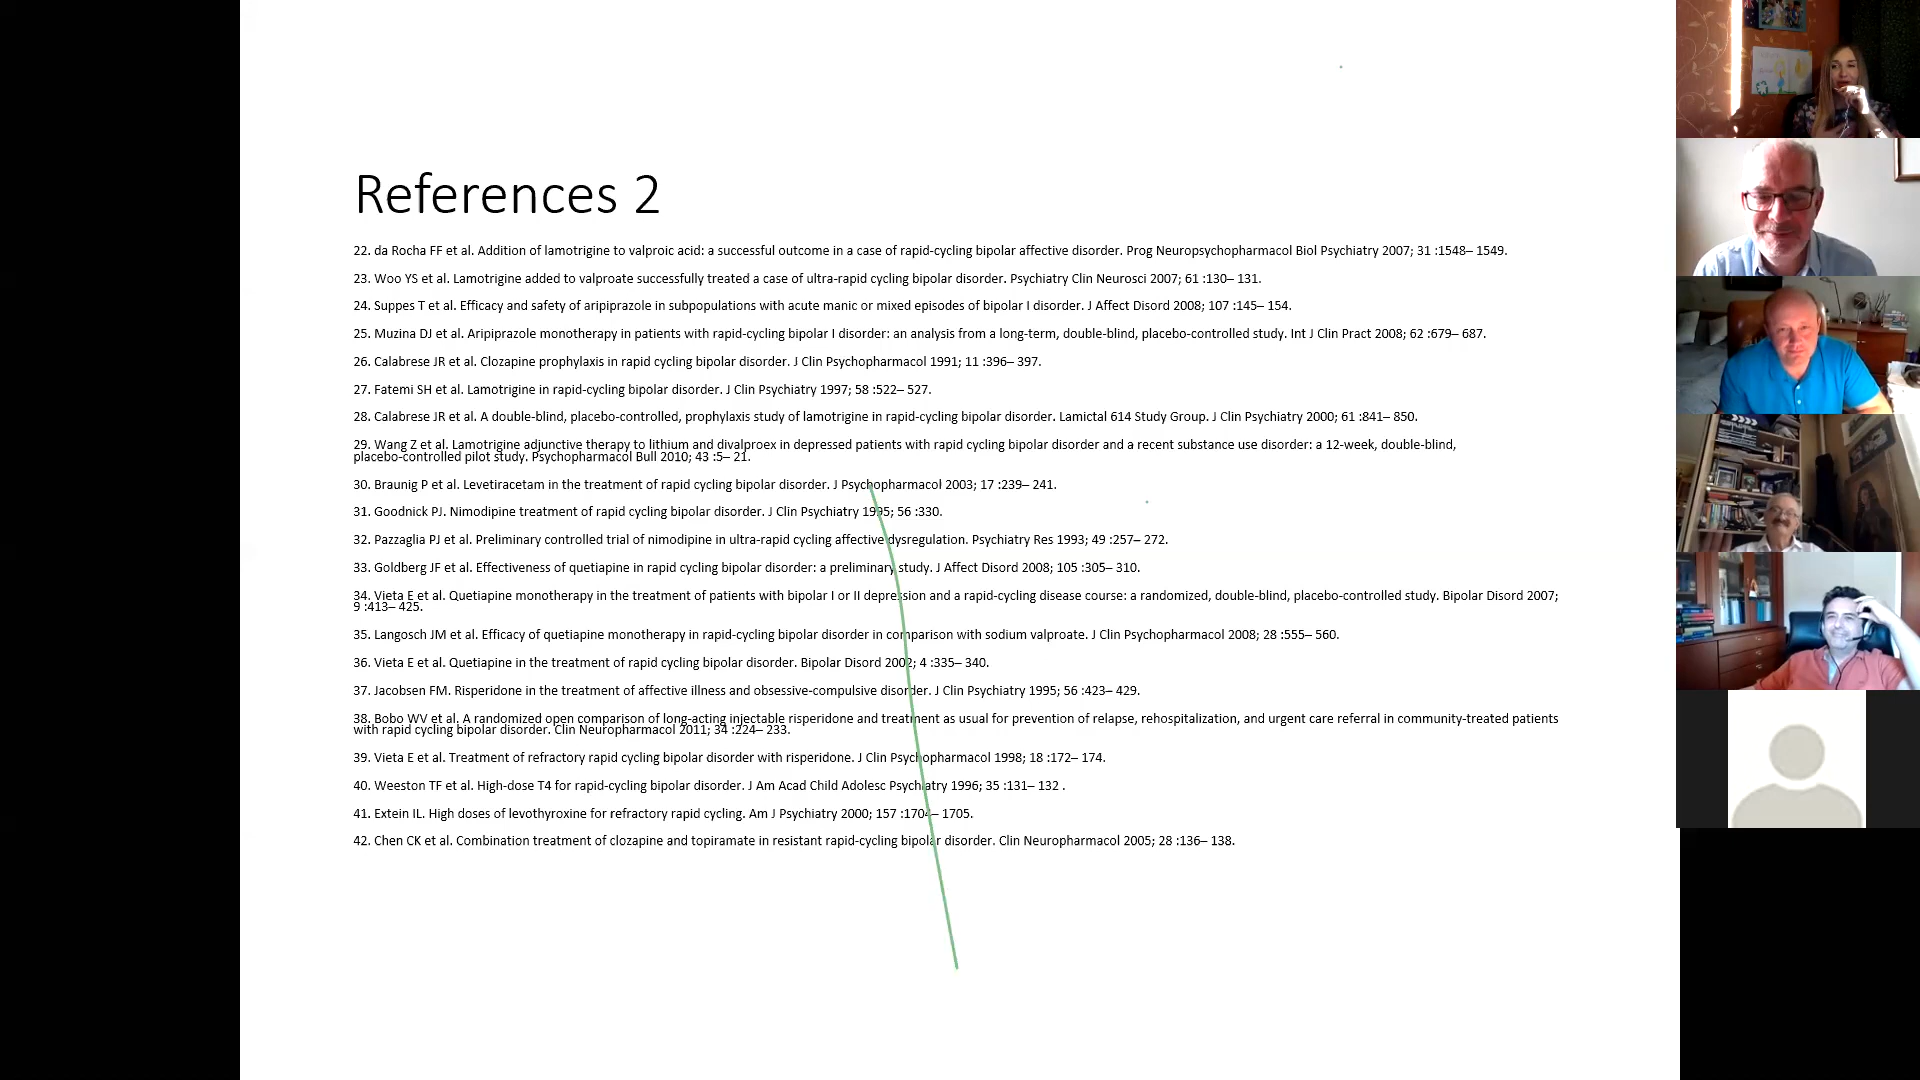 References 2
22. da Rocha FF et al. Addition of lamotrigine to valproic acid: a successful outcome in a case of rapid-cycling bipolar affective disorder. Prog Neuropsychopharmacol Biol Psychiatry 2007; 31 :1548– 1549.
23. Woo YS et al. Lamotrigine added to valproate successfully treated a case of ultra-rapid cycling bipolar disorder. Psychiatry Clin Neurosci 2007; 61 :130– 131.
24. Suppes T et al. Efficacy and safety of aripiprazole in subpopulations with acute manic or mixed episodes of bipolar I disorder. J Affect Disord 2008; 107 :145– 154.
25. Muzina DJ et al. Aripiprazole monotherapy in patients with rapid-cycling bipolar I disorder: an analysis from a long-term, double-blind, placebo-controlled study. Int J Clin Pract 2008; 62 :679– 687.
26. Calabrese JR et al. Clozapine prophylaxis in rapid cycling bipolar disorder. J Clin Psychopharmacol 1991; 11 :396– 397.
27. Fatemi SH et al. Lamotrigine in rapid-cycling bipolar disorder. J Clin Psychiatry 1997; 58 :522– 527.
28. Calabrese JR et al. A double-blind, placebo-controlled, prophylaxis study of lamotrigine in rapid-cycling bipolar disorder. Lamictal 614 Study Group. J Clin Psychiatry 2000; 61 :841– 850.
29. Wang Z et al. Lamotrigine adjunctive therapy to lithium and divalproex in depressed patients with rapid cycling bipolar disorder and a recent substance use disorder: a 12-week, double-blind,
placebo-controlled pilot study. Psychopharmacol Bull 2010; 43 :5– 21.
30. Braunig P et al. Levetiracetam in the treatment of rapid cycling bipolar disorder. J Psychopharmacol 2003; 17 :239– 241.
31. Goodnick PJ. Nimodipine treatment of rapid cycling bipolar disorder. J Clin Psychiatry 1995; 56 :330.
32. Pazzaglia PJ et al. Preliminary controlled trial of nimodipine in ultra-rapid cycling affective dysregulation. Psychiatry Res 1993; 49 :257– 272.
33. Goldberg JF et al. Effectiveness of quetiapine in rapid cycling bipolar disorder: a preliminary study. J Affect Disord 2008; 105 :305– 310.
34. Vieta E et al. Quetiapine monotherapy in the treatment of patients with bipolar I or II depression and a rapid-cycling disease course: a randomized, double-blind, placebo-controlled study. Bipolar Disord 2007;
9 :413– 425.
35. Langosch JM et al. Efficacy of quetiapine monotherapy in rapid-cycling bipolar disorder in comparison with sodium valproate. J Clin Psychopharmacol 2008; 28 :555– 560.
36. Vieta E et al. Quetiapine in the treatment of rapid cycling bipolar disorder. Bipolar Disord 2002; 4 :335– 340.
37. Jacobsen FM. Risperidone in the treatment of affective illness and obsessive-compulsive disorder. J Clin Psychiatry 1995; 56 :423– 429.
38. Bobo WV et al. A randomized open comparison of long-acting injectable risperidone and treatment as usual for prevention of relapse, rehospitalization, and urgent care referral in community-treated patients
with rapid cycling bipolar disorder. Clin Neuropharmacol 2011; 34 :224– 233.
39. Vieta E et al. Treatment of refractory rapid cycling bipolar disorder with risperidone. J Clin Psychopharmacol 1998; 18 :172– 174.
40. Weeston TF et al. High-dose T4 for rapid-cycling bipolar disorder. J Am Acad Child Adolesc Psychiatry 1996; 35 :131– 132 .
41. Extein IL. High doses of levothyroxine for refractory rapid cycling. Am J Psychiatry 2000; 157 :1704– 1705.
42. Chen CK et al. Combination treatment of clozapine and topiramate in resistant rapid-cycling bipolar disorder. Clin Neuropharmacol 2005; 28 :136– 138.